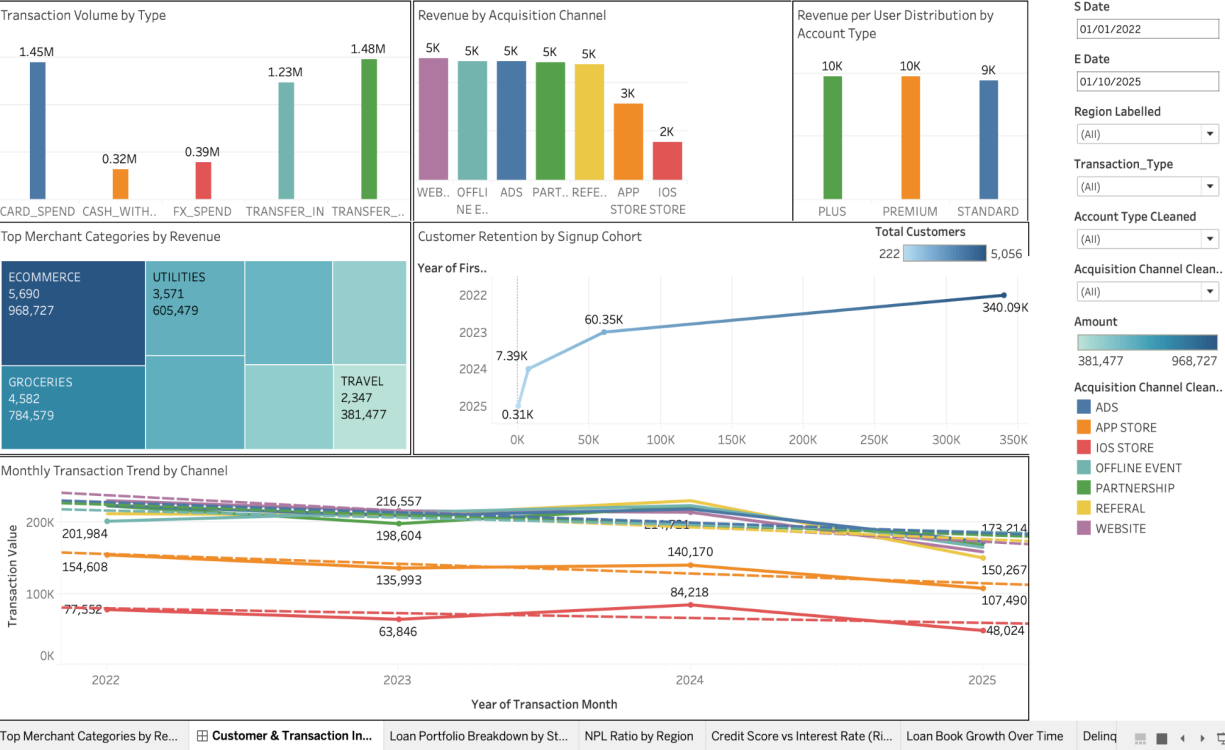 Transaction Volume by Type
1.45M
0.32M
0.39M
1.23M
1.48M
CARD_SPEND
CASH_WITH..
FX_SPEND
TRANSFER_IN
TRANSFER_..
Revenue by Acquisition Channel
5K
5K
5K
5K
5K
3K
2K
WEB..
OFFLI
NE E..
ADS
PART..
REFE..
APP
STORE
IOS
STORE
Revenue per User Distribution by
Account Type
10K
10K
9K
PLUS
PREMIUM
STANDARD
Top Merchant Categories by Revenue
ECOMMERCE
5,690
968,727
UTILITIES
3,571
605,479
GROCERIES
4,582
784,579
TRAVEL
2,347
381,477
Customer Retention by Signup Cohort
Total Customers
222
5,056
Year of Firs..
2022
2023
2024
2025
340.09K
60.35K
7.39K
0.31K
0K
50K
100K
150K
200K
250K
300K
350K
Monthly Transaction Trend by Channel
Transaction Value
200K
100K
0K
201,984
154,608
77,552
216,557
198,604
135,993
63,846
140,170
84,218
173,214
150,267
107,490
48,024
2022
2023
2024
2025
Year of Transaction Month
S Date
01/01/2022
E Date
01/10/2025
Region Labelled
(All)
Transaction_Type
(All)
Account Type CLeaned
(All)
Acquisition Channel Clean..
(All)
Amount
381,477
968,727
Acquisition Channel Clean..
ADS
APP STORE
IOS STORE
OFFLINE EVENT
PARTNERSHIP
REFERAL
WEBSITE
Top Merchant Categories by Re...
Customer & Transaction In...
Loan Portfolio Breakdown by St...
NPL Ratio by Region
Credit Score vs Interest Rate (Ri...
Loan Book Growth Over Time
Delinq